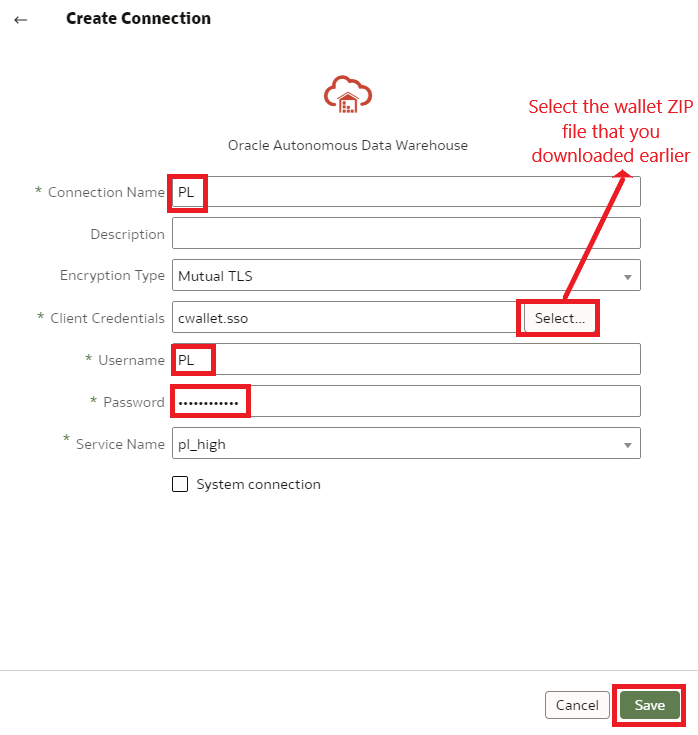 ← Create Connection
Select the wallet ZIP
file that you
downloaded earlier
Oracle Autonomous Data Warehouse
* Connection Name PL
Description
Encryption Type Mutual TLS
* Client Credentials cwallet.sso Select...
* Username PL
* Password ••••••••••••
* Service Name pl_high
System connection
Cancel Save